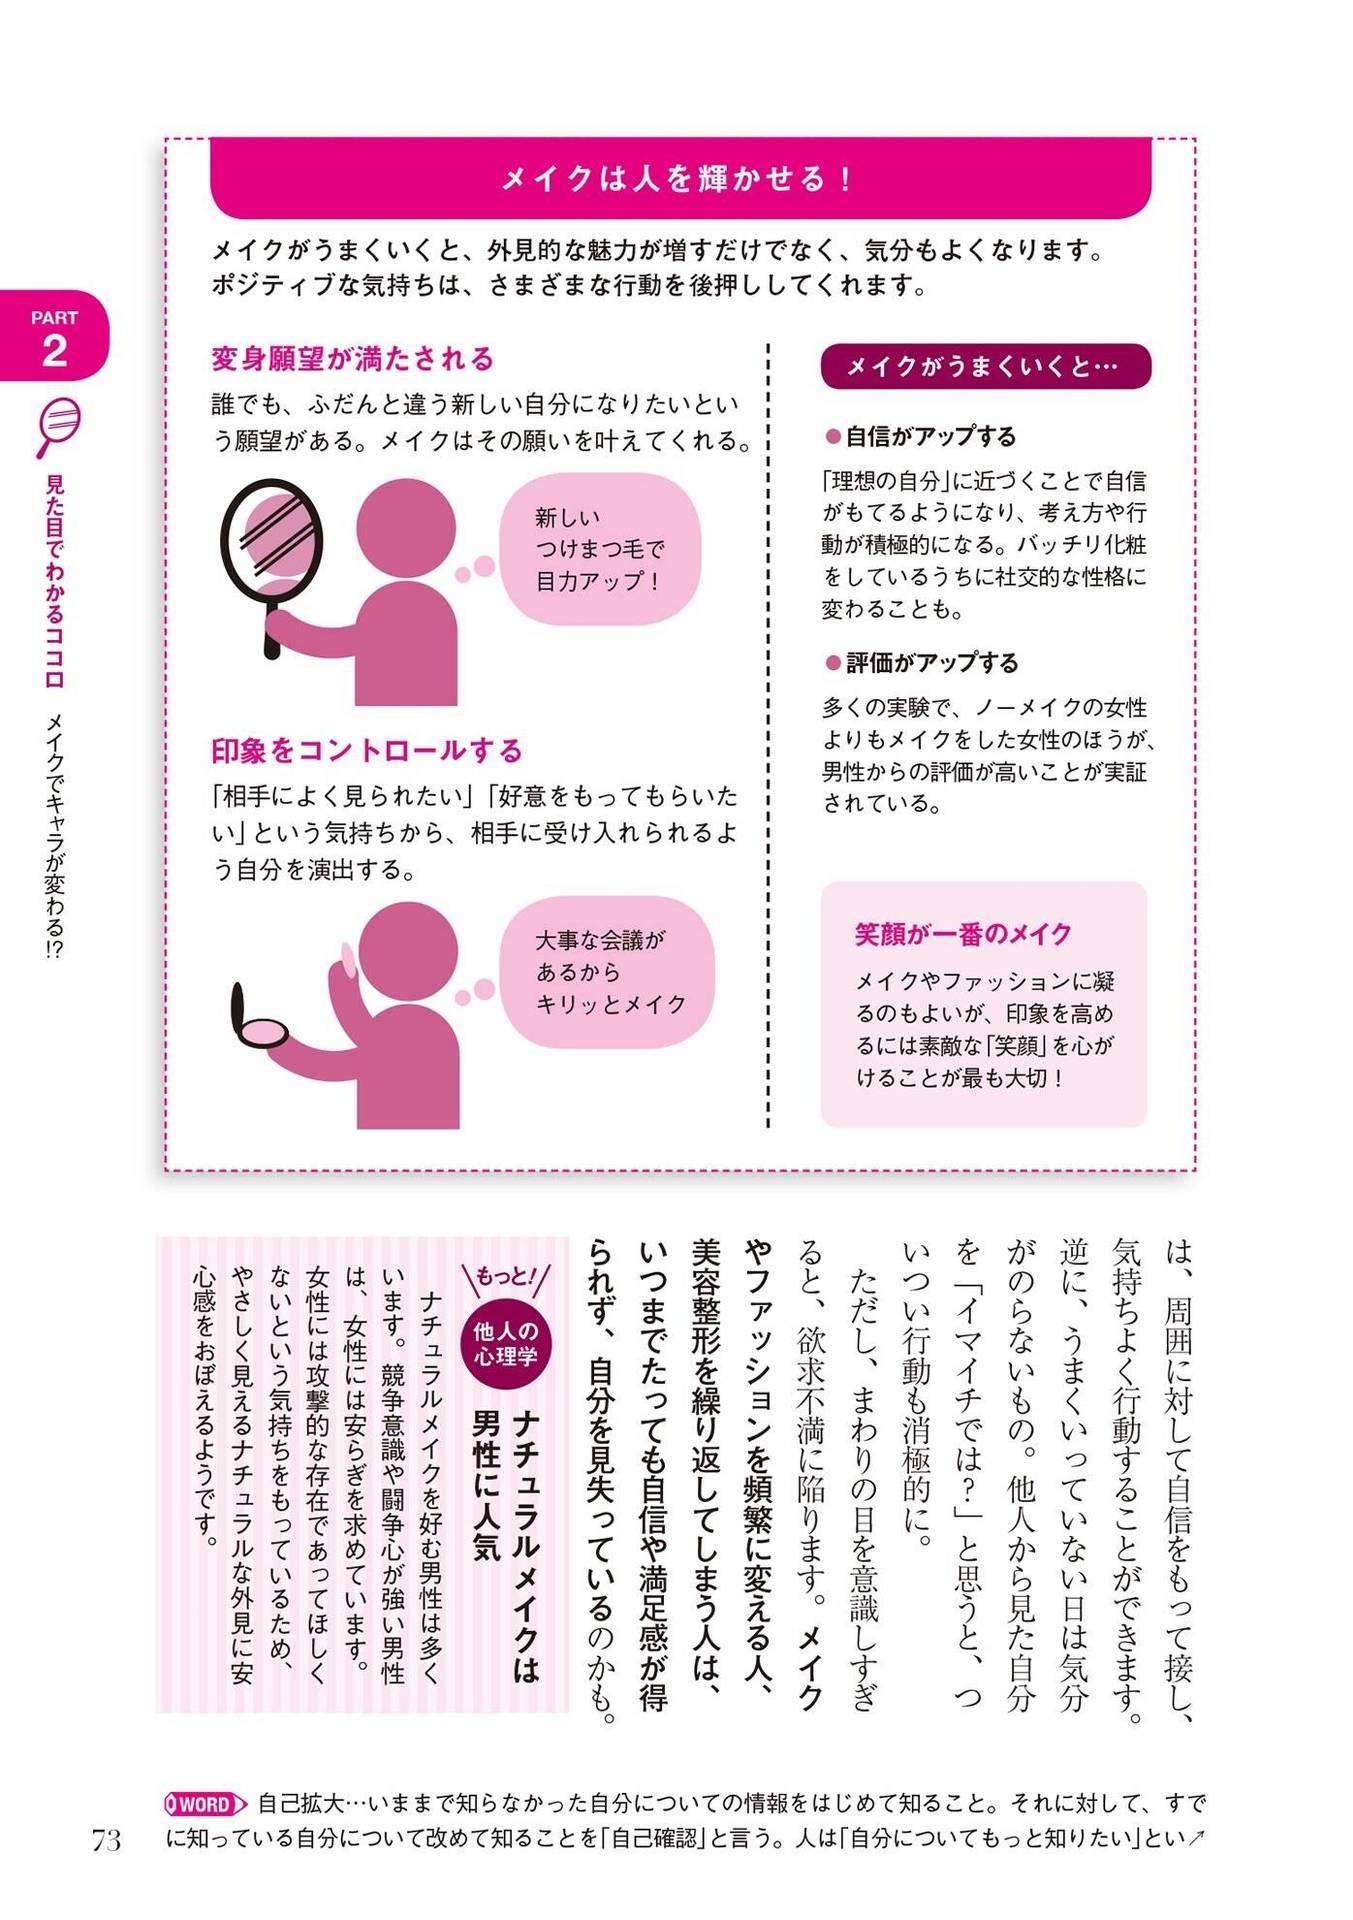 メイクは人を輝かせる！
メイクがうまくいくと、外見的な魅力が増すだけでなく、気分もよくなります。
ポジティブな気持ちは、さまざまな行動を後押ししてくれます。
PART
2
見た目でわかるココロ　メイクでキャラが変わる!?
変身願望が満たされる
誰でも、ふだんと違う新しい自分になりたいとい
う願望がある。メイクはその願いを叶えてくれる。
新しい
つけまつ毛で
目力アップ！
印象をコントロールする
「相手によく見られたい」「好意をもってもらいた
い」という気持ちから、相手に受け入れられるよ
う自分を演出する。
大事な会議が
あるから
キリッとメイク
メイクがうまくいくと…
●自信がアップする
「理想の自分」に近づくことで自信
がもてるようになり、考え方や行
動が積極的になる。バッチリ化粧
をしているうちに社交的な性格に
変わることも。
●評価がアップする
多くの実験で、ノーメイクの女性
よりもメイクをした女性のほうが、
男性からの評価が高いことが実証
されている。
笑顔が一番のメイク
メイクやファッションに凝
るのもよいが、印象を高め
るには素敵な「笑顔」を心が
けることが最も大切！
は、周囲に対して自信をもって接し、
気持ちよく行動することができます。
逆に、うまくいっていない日は気分
がのらないもの。他人から見た自分
を「イマイチでは？」と思うと、つ
いつい行動も消極的に。
ただし、まわりの目を意識しすぎ
ると、欲求不満に陥ります。メイク
やファッションを頻繁に変える人、
美容整形を繰り返してしまう人は、
いつまでたっても自信や満足感が得
られず、自分を見失っているのかも。
もっと！
他人の
心理学
ナチュラルメイクは
男性に人気
ナチュラルメイクを好む男性は多く
います。競争意識や闘争心が強い男性
は、女性には安らぎを求めています。
女性には攻撃的な存在であってほしく
ないという気持ちをもっているため、
やさしく見えるナチュラルな外見に安
心感をおぼえるようです。
WORD 自己拡大…いままで知らなかった自分についての情報をはじめて知ること。それに対して、すで
に知っている自分について改めて知ることを「自己確認」と言う。人は「自分についてもっと知りたい」とい↗
73